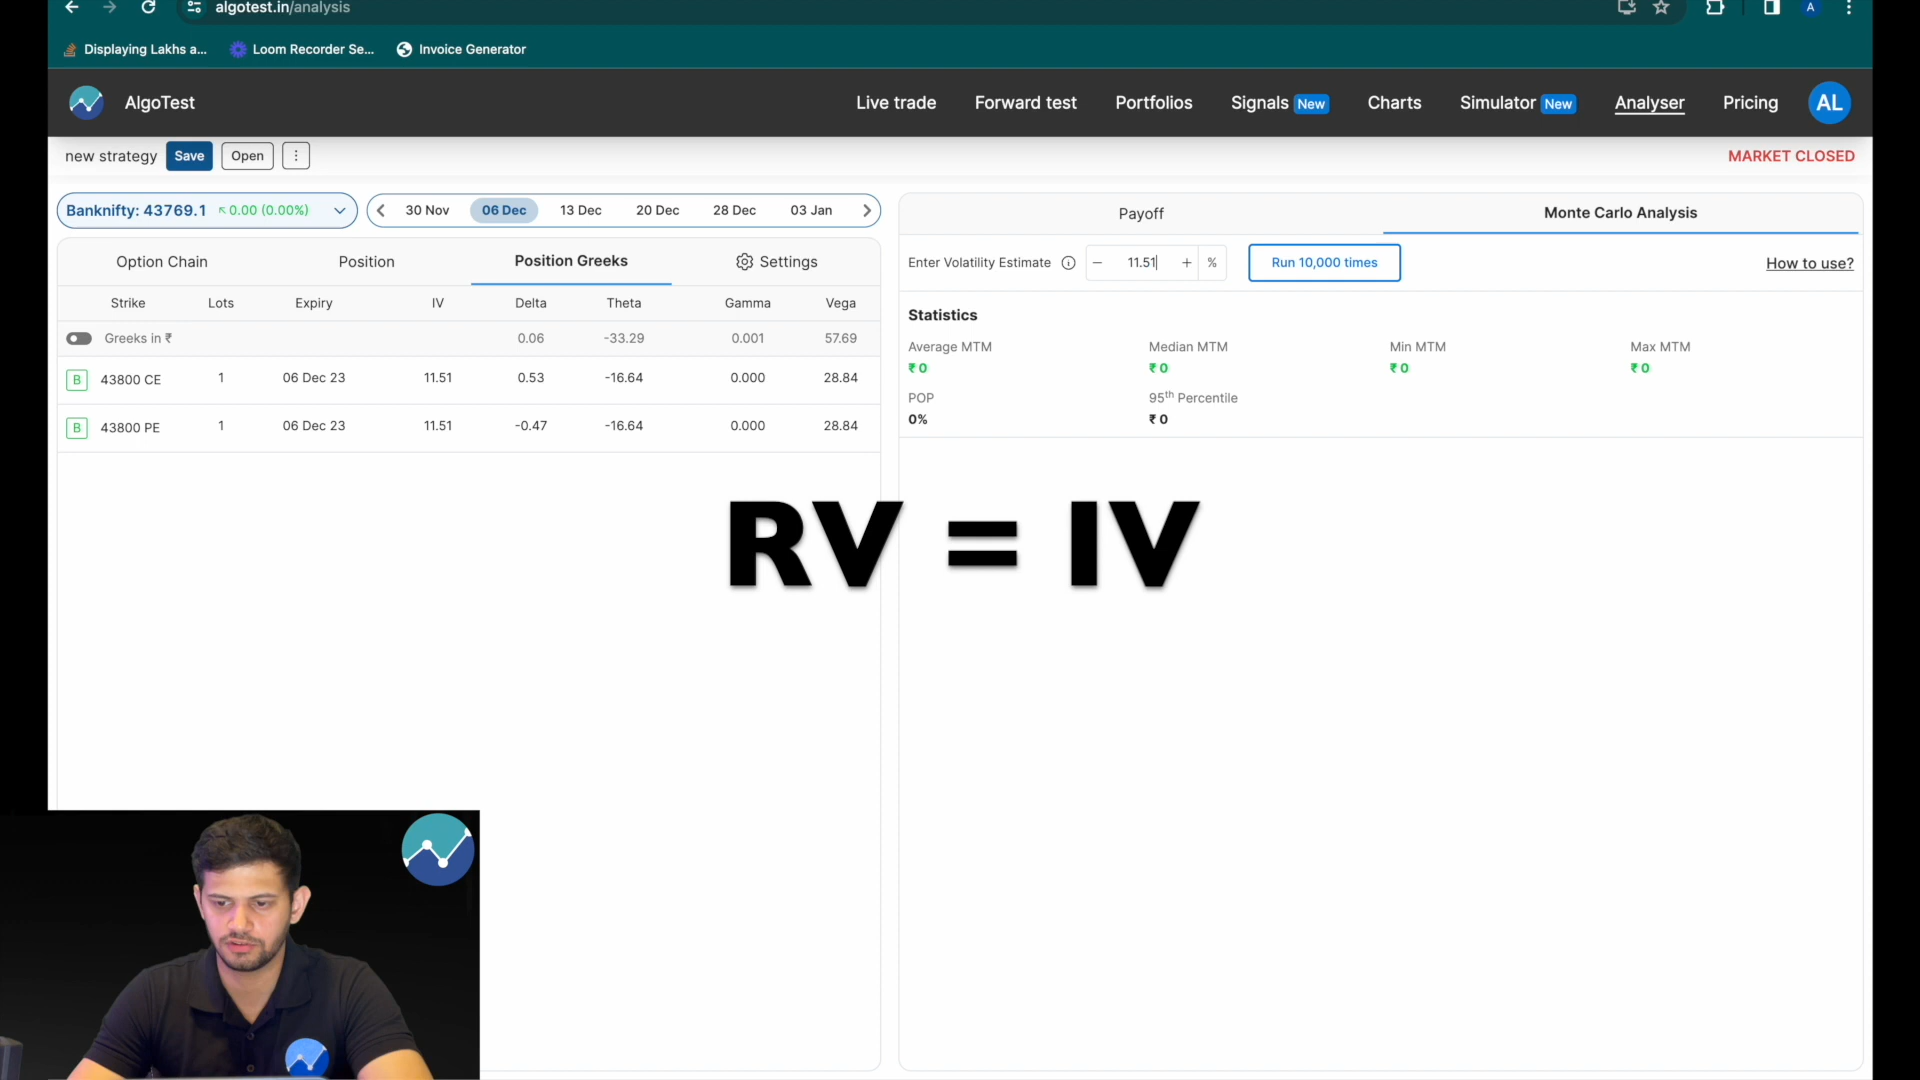 algotest.in/analysis
A
Displaying Lakhs a...
Loom Recorder Se...
Invoice Generator
AlgoTest
Live trade
Forward test
Portfolios
Signals New
Charts
Simulator New
Analyser
Pricing
AL
new strategy
Save
Open
MARKET CLOSED
Banknifty: 43769.1 0.00 (0.00%)
30 Nov
06 Dec
13 Dec
20 Dec
28 Dec
03 Jan
Option Chain
Position
Position Greeks
Settings
Strike Lots Expiry IV Delta Theta Gamma Vega
Greeks in ₹ 0.06 -33.29 0.001 57.69
B 43800 CE 1 06 Dec 23 11.51 0.53 -16.64 0.000 28.84
B 43800 PE 1 06 Dec 23 11.51 -0.47 -16.64 0.000 28.84
Payoff
Monte Carlo Analysis
Enter Volatility Estimate − 11.51 + %
Run 10,000 times
How to use?
Statistics
Average MTM Median MTM Min MTM Max MTM
₹ 0 ₹ 0 ₹ 0 ₹ 0
POP 95th Percentile
0% ₹ 0
RV = IV